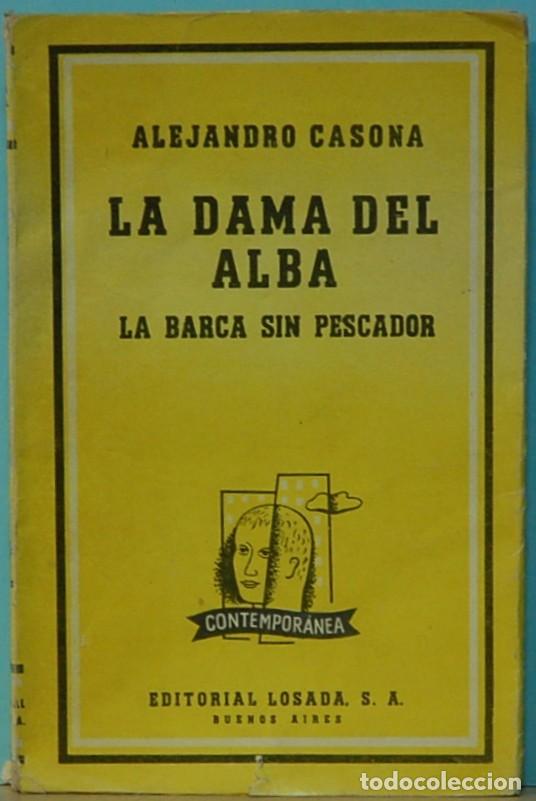 ALEJANDRO CASONA
LA DAMA DEL
ALBA
LA BARCA SIN PESCADOR
CONTEMPORÁNEA
EDITORIAL LOSADA, S. A.
BUENOS AIRES
todocoleccion